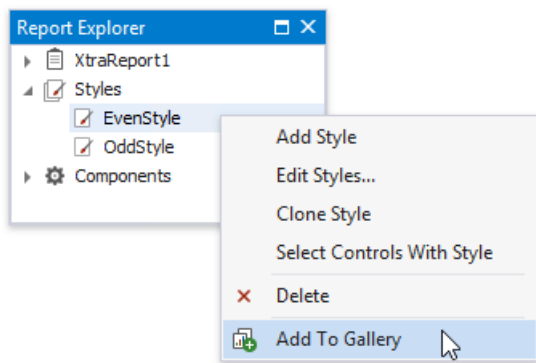 Report Explorer
XtraReport1
Styles
EvenStyle
OddStyle
Components
Add Style
Edit Styles...
Clone Style
Select Controls With Style
Delete
Add To Gallery